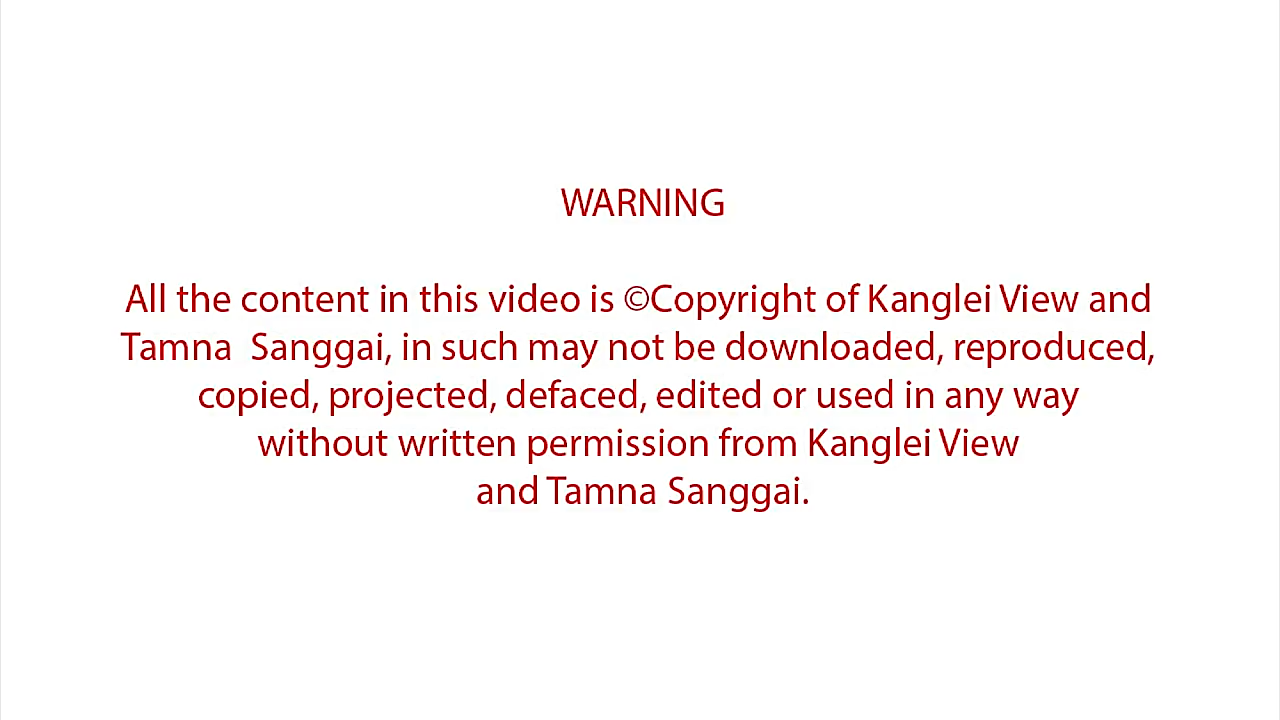 WARNING
All the content in this video is ©Copyright of Kanglei View and
Tamna  Sanggai, in such may not be downloaded, reproduced,
copied, projected, defaced, edited or used in any way
without written permission from Kanglei View
and Tamna Sanggai.